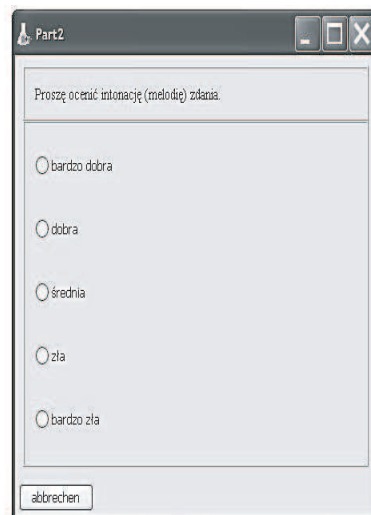 Part2
Proszę ocenić intonację (melodię) zdania.
bardzo dobra
dobra
średnia
zła
bardzo zła
abbrechen